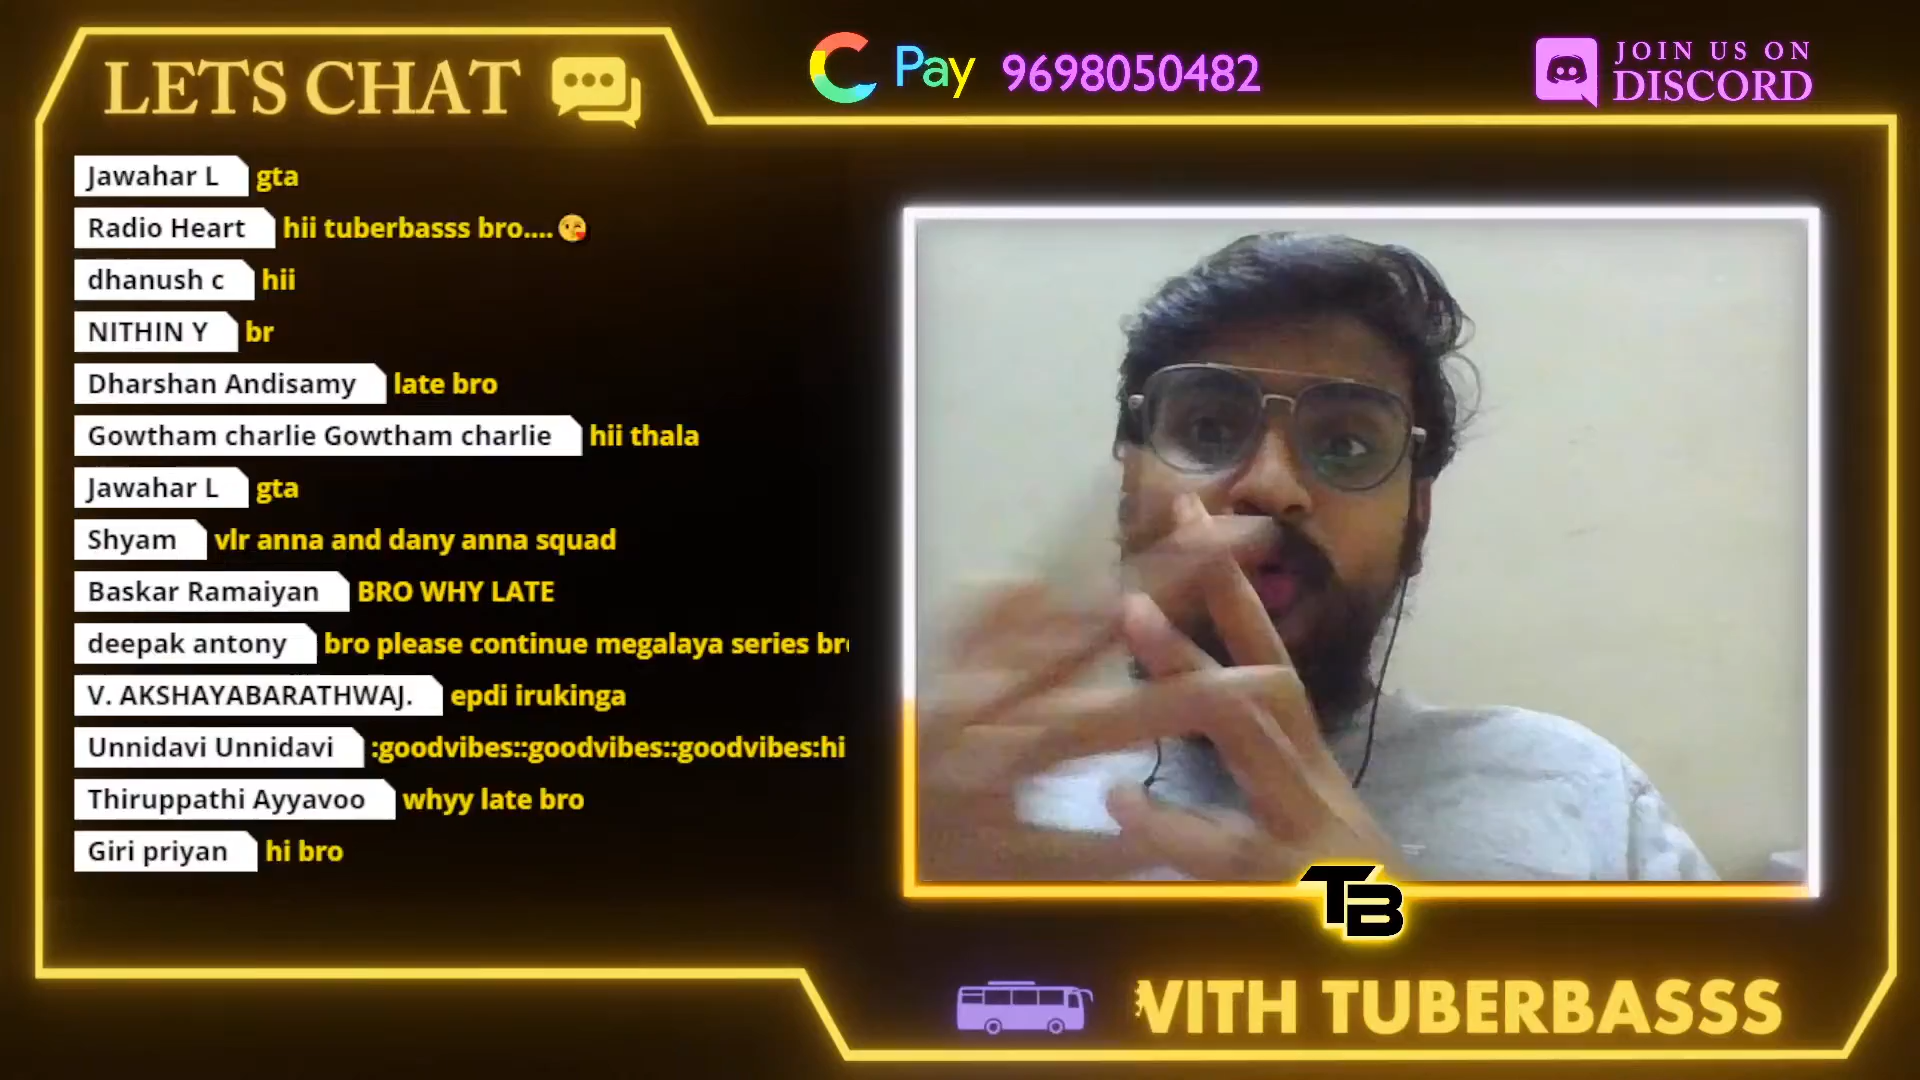 LETS CHAT
Pay 9698050482
JOIN US ON
DISCORD
Jawahar L gta
Radio Heart hii tuberbasss bro....😘
dhanush c hii
NITHIN Y br
Dharshan Andisamy late bro
Gowtham charlie Gowtham charlie hii thala
Jawahar L gta
Shyam vlr anna and dany anna squad
Baskar Ramaiyan BRO WHY LATE
deepak antony bro please continue megalaya series
V. AKSHAYABARATHWAJ. epdi irukinga
Unnidavi Unnidavi :goodvibes::goodvibes::goodvibes:hi
Thiruppathi Ayyavoo whyy late bro
Giri priyan hi bro
TB
WITH TUBERBASSS